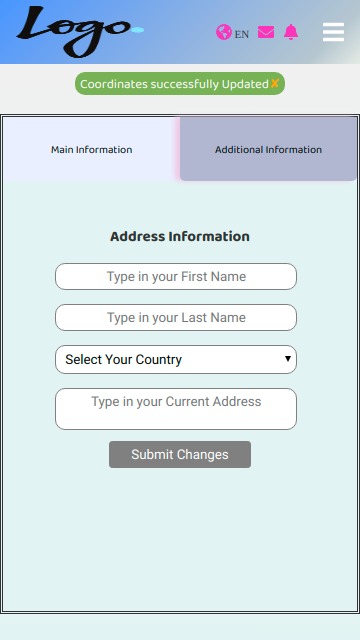 Logo
EN
Coordinates successfully Updated✘
Main Information
Additional Information
Address Information
Type in your First Name
Type in your Last Name
Select Your Country
Type in your Current Address
Submit Changes